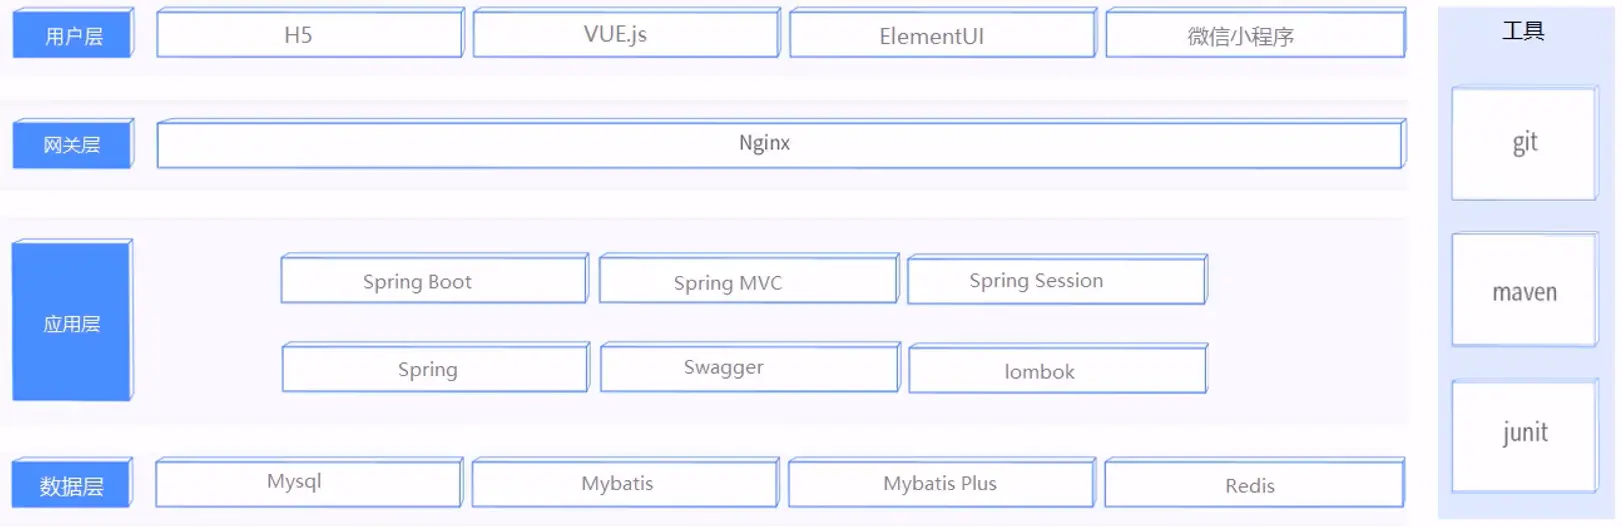 用户层
H5
VUE.js
ElementUI
微信小程序
网关层
Nginx
应用层
Spring Boot
Spring MVC
Spring Session
Spring
Swagger
lombok
数据层
Mysql
Mybatis
Mybatis Plus
Redis
工具
git
maven
junit